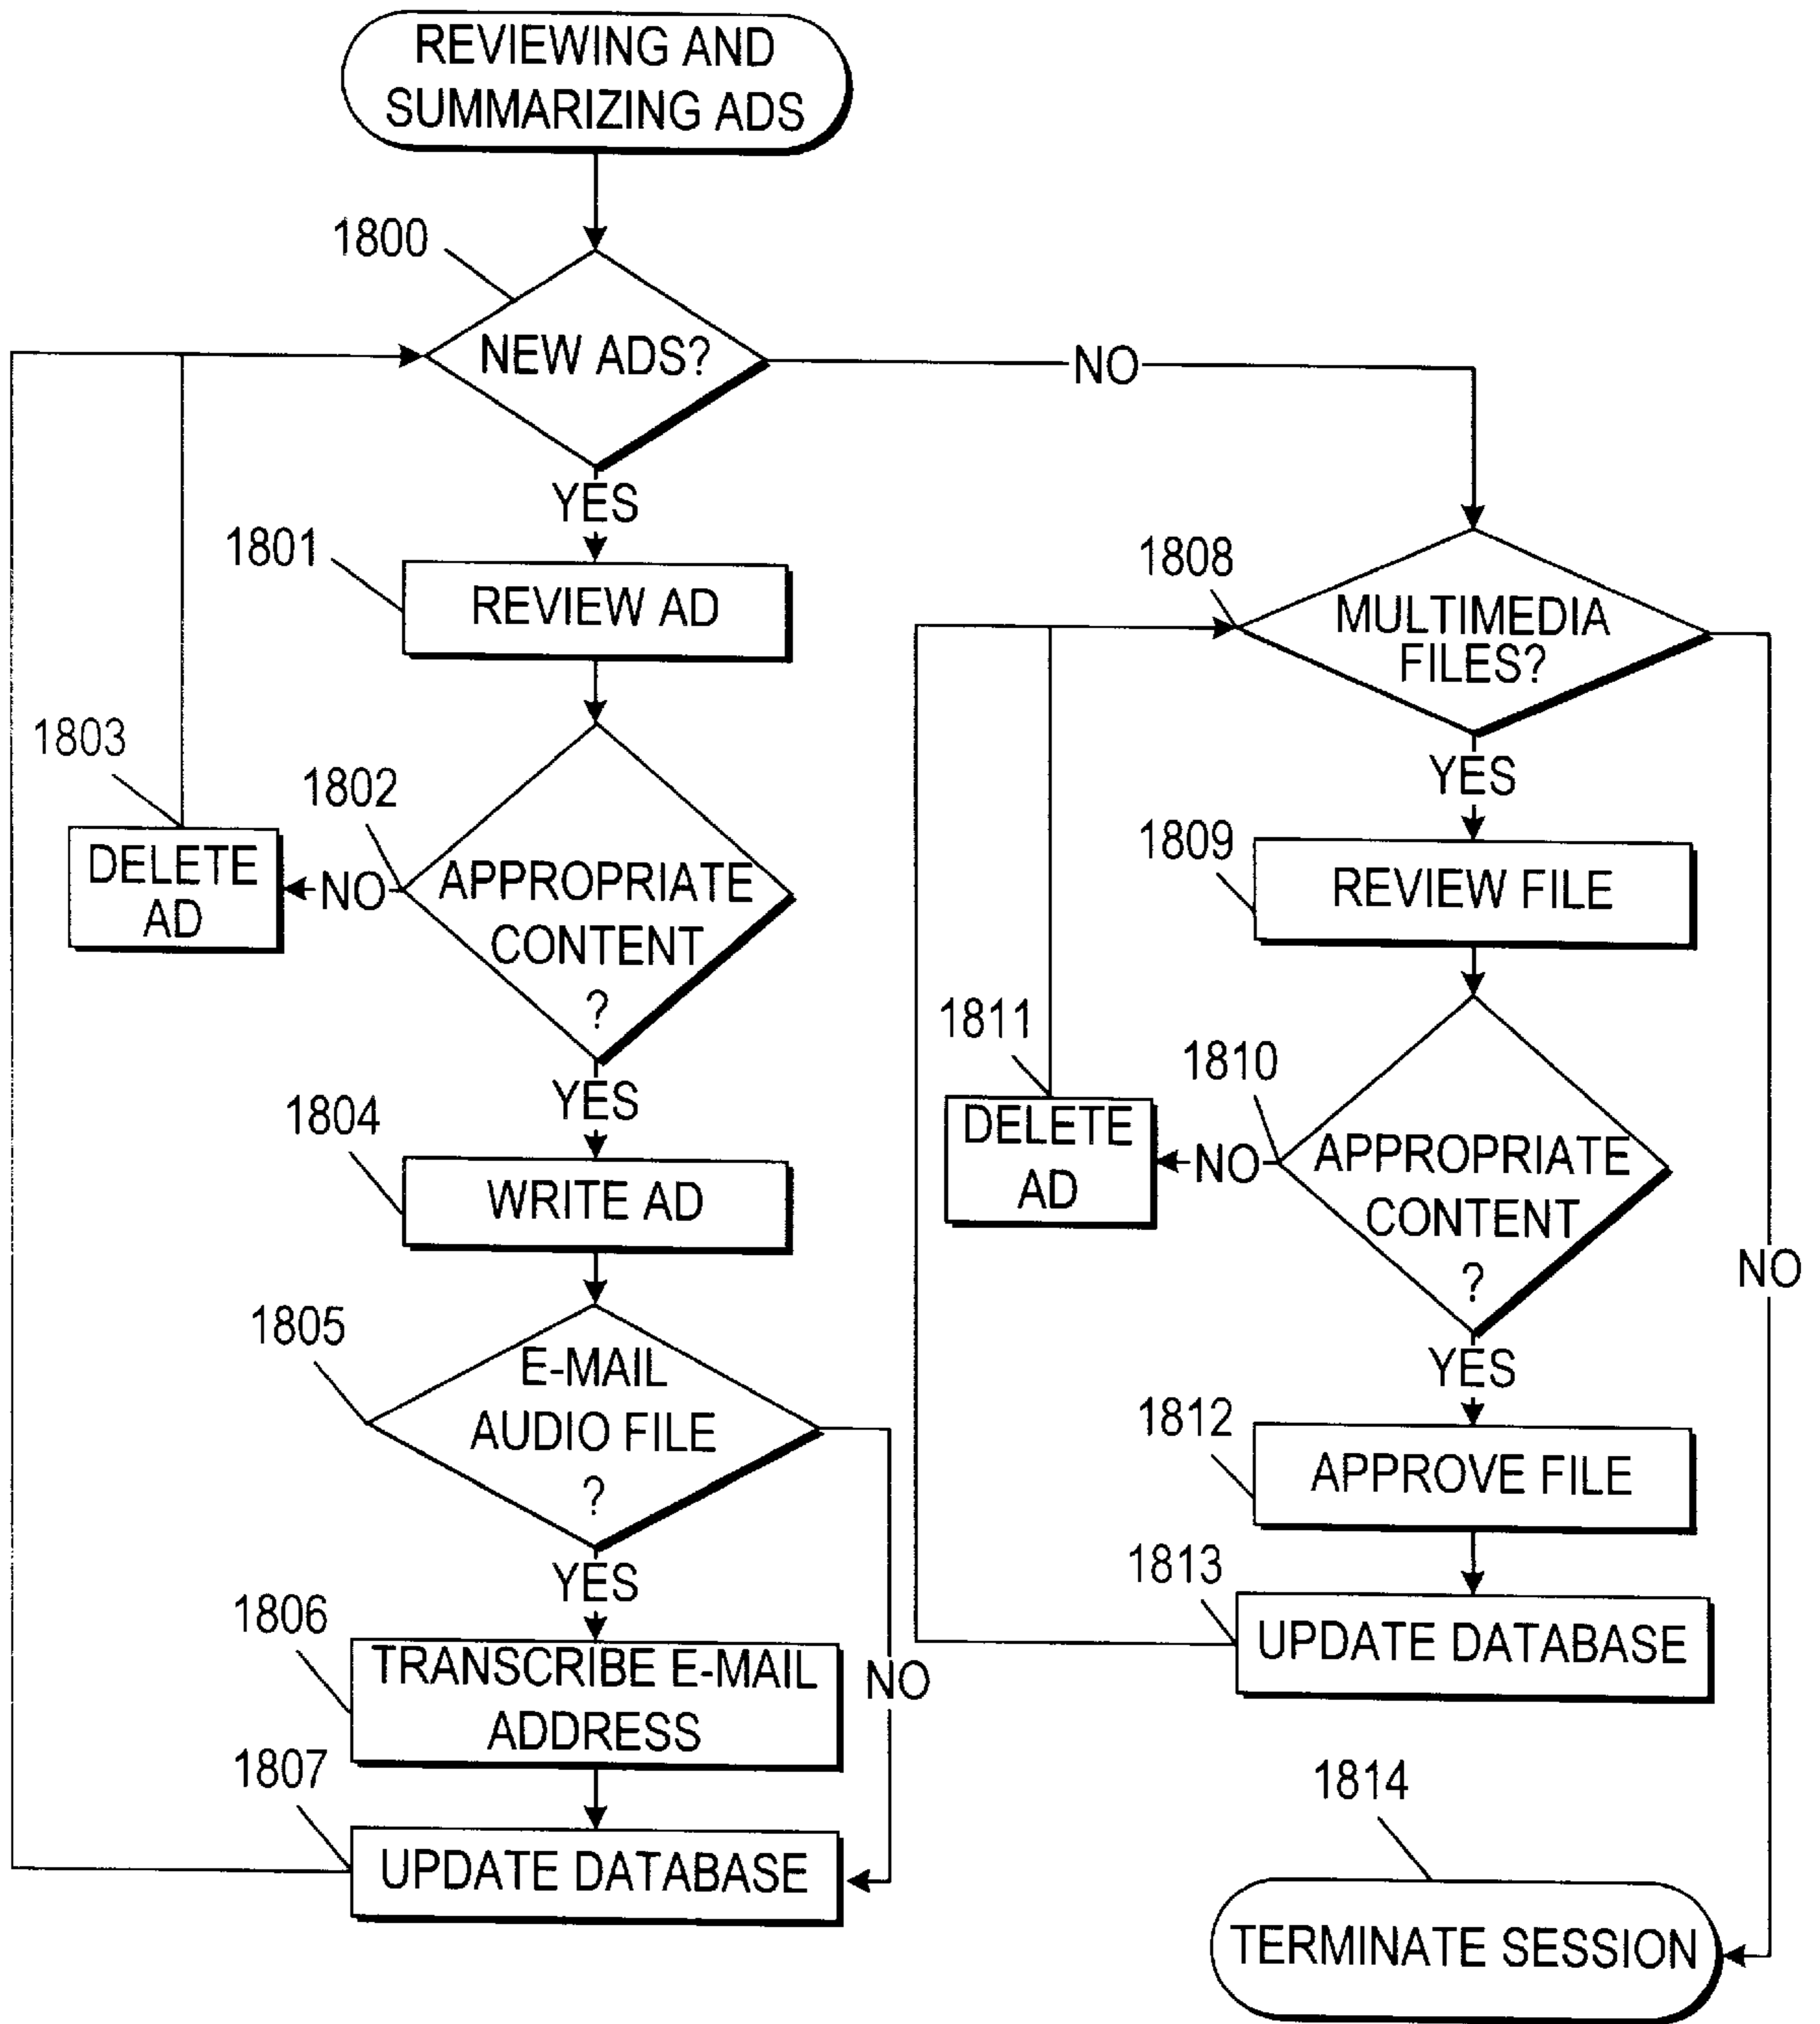 REVIEWING AND
SUMMARIZING ADS
1800
NEW ADS?
NO
YES
1801
REVIEW AD
1802
APPROPRIATE
CONTENT
?
NO
1803
DELETE
AD
YES
1804
WRITE AD
1805
E-MAIL
AUDIO FILE
?
NO
YES
1806
TRANSCRIBE E-MAIL
ADDRESS
1807
UPDATE DATABASE
1808
MULTIMEDIA
FILES?
NO
YES
1809
REVIEW FILE
1810
APPROPRIATE
CONTENT
?
NO
1811
DELETE
AD
YES
1812
APPROVE FILE
1813
UPDATE DATABASE
1814
TERMINATE SESSION